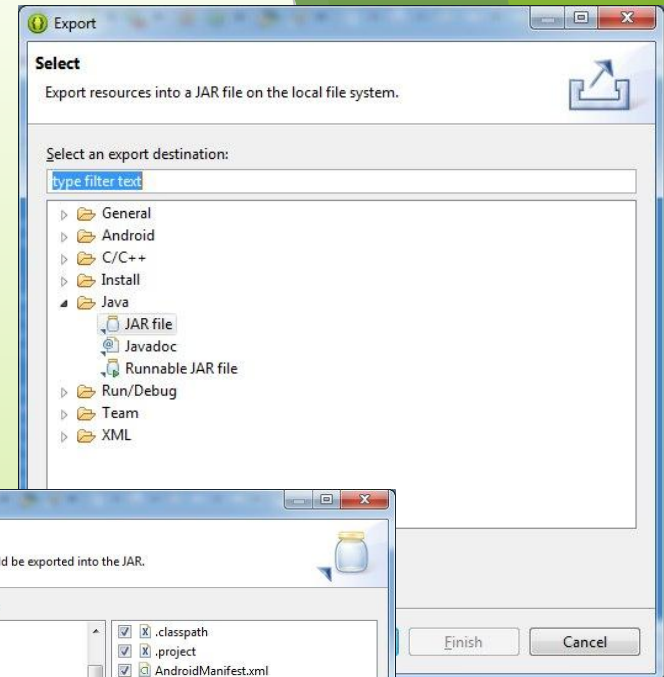 Export
Select
Export resources into a JAR file on the local file system.
Select an export destination:
type filter text
General
Android
C/C++
Install
Java
JAR file
Javadoc
Runnable JAR file
Run/Debug
Team
XML
be exported into the JAR.
.classpath
.project
AndroidManifest.xml
Finish
Cancel